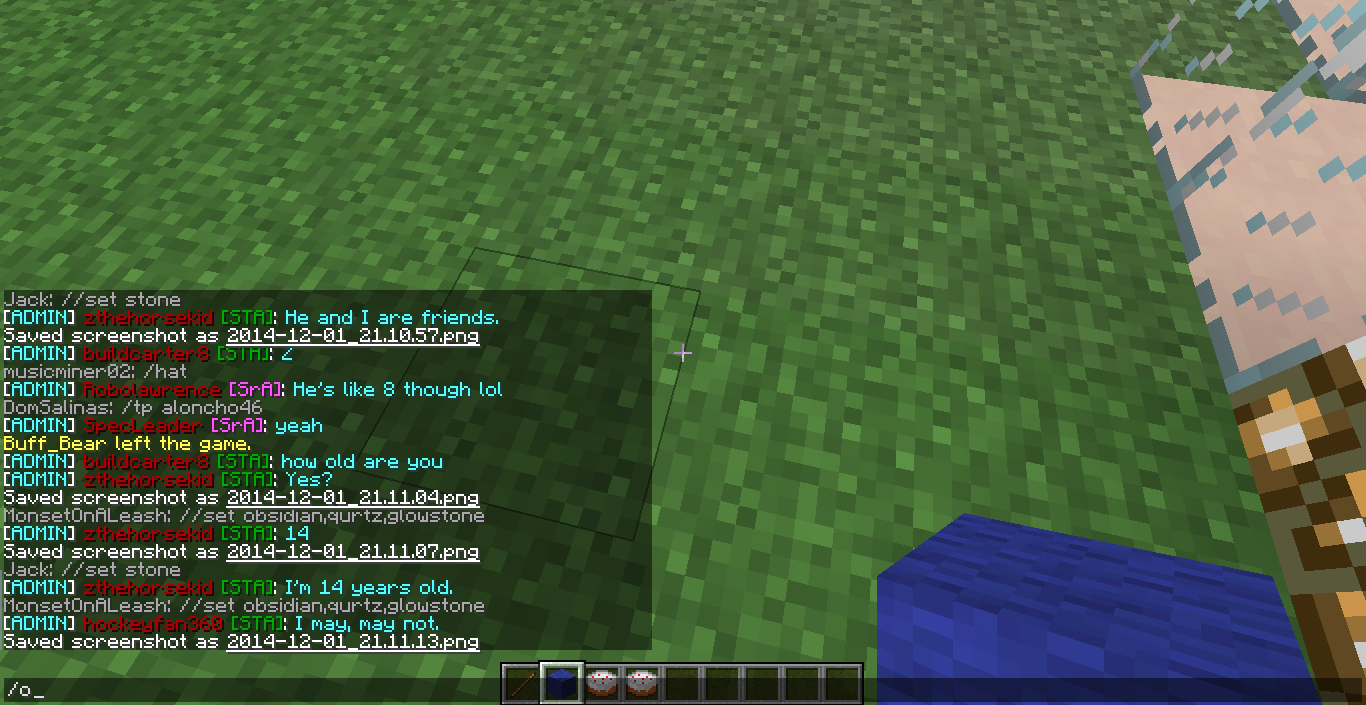 Jack: //set stone
[ADMIN] zthehorsekid [STA]: He and I are friends.
Saved screenshot as 2014-12-01_21.10.57.png
[ADMIN] buildcarter8 [STA]: Z
musicminer02: /hat
[ADMIN] Robolawrence [SrA]: He's like 8 though lol
DomSalinas: /tp aloncho46
[ADMIN] SpecLeader [SrA]: yeah
Buff_Bear left the game.
[ADMIN] buildcarter8 [STA]: how old are you
[ADMIN] zthehorsekid [STA]: Yes?
Saved screenshot as 2014-12-01_21.11.04.png
MonsetOnALeash: //set obsidian,qurtz,glowstone
[ADMIN] zthehorsekid [STA]: 14
Saved screenshot as 2014-12-01_21.11.07.png
Jack: //set stone
[ADMIN] zthehorsekid [STA]: I'm 14 years old.
MonsetOnALeash: //set obsidian,qurtz,glowstone
[ADMIN] hockeyfan360 [STA]: I may, may not.
Saved screenshot as 2014-12-01_21.11.13.png
/o_